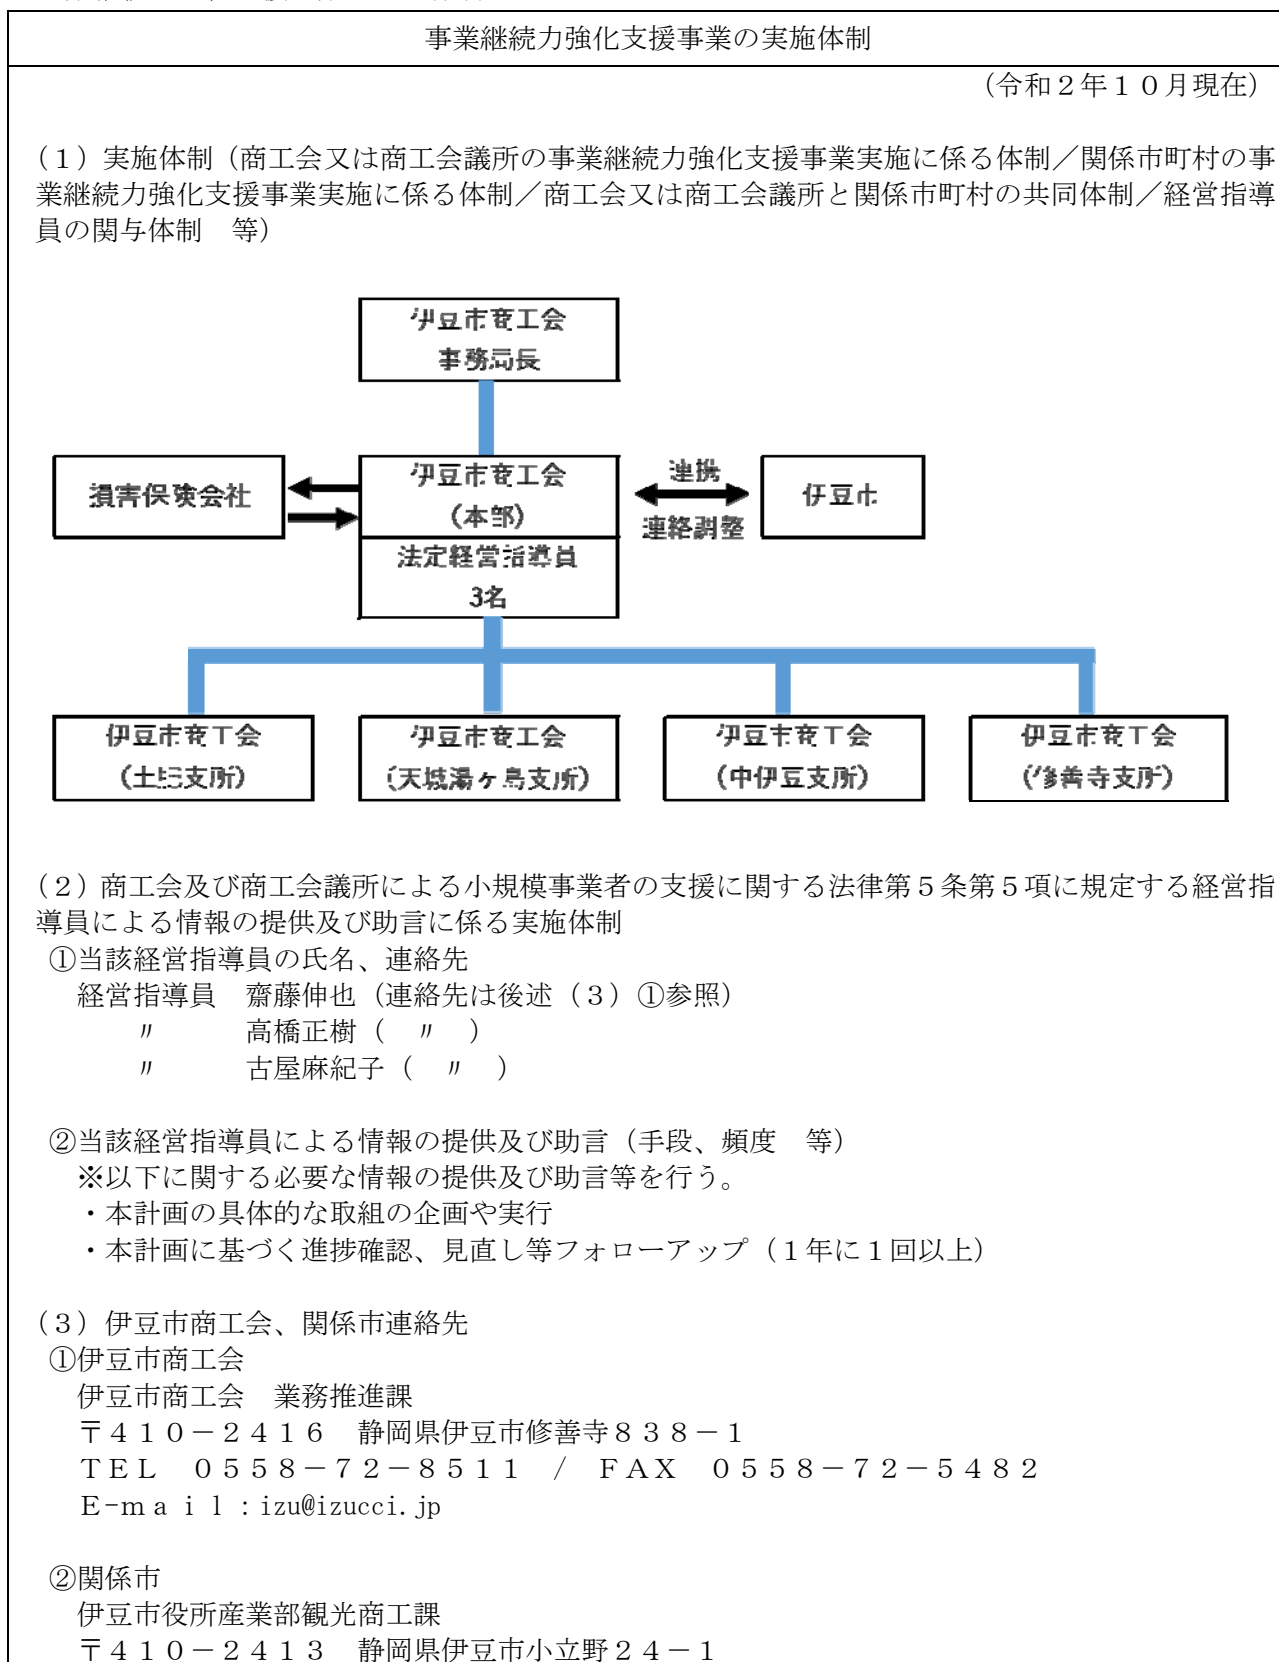 事業継続力強化支援事業の実施体制
(令和2年10月現在)
(1)実施体制(商工会又は商工会議所の事業継続力強化支援事業実施に係る体制/関係市町村の事
業継続力強化支援事業実施に係る体制/商工会又は商工会議所と関係市町村の共同体制/経営指導
員の関与体制 等)
伊豆市商工会
事務局長
損害保険会社
伊豆市商工会
(本部)
連携
連絡調整
伊豆市
法定経営指導員
3名
伊豆市商工会
(土肥支所)
伊豆市商工会
(天城湯ヶ島支所)
伊豆市商工会
(中伊豆支所)
伊豆市商工会
(修善寺支所)
(2)商工会及び商工会議所による小規模事業者の支援に関する法律第5条第5項に規定する経営指
導員による情報の提供及び助言に係る実施体制
①当該経営指導員の氏名、連絡先
経営指導員 齋藤伸也(連絡先は後述(3)①参照)
〃 高橋正樹( 〃 )
〃 古屋麻紀子( 〃 )
②当該経営指導員による情報の提供及び助言(手段、頻度 等)
※以下に関する必要な情報の提供及び助言等を行う。
・本計画の具体的な取組の企画や実行
・本計画に基づく進捗確認、見直し等フォローアップ(1年に1回以上)
(3)伊豆市商工会、関係市連絡先
①伊豆市商工会
伊豆市商工会 業務推進課
〒410-2416 静岡県伊豆市修善寺838-1
TEL 0558-72-8511 / FAX 0558-72-5482
E-mail:izu@izucci.jp
②関係市
伊豆市役所産業部観光商工課
〒410-2413 静岡県伊豆市小立野24-1